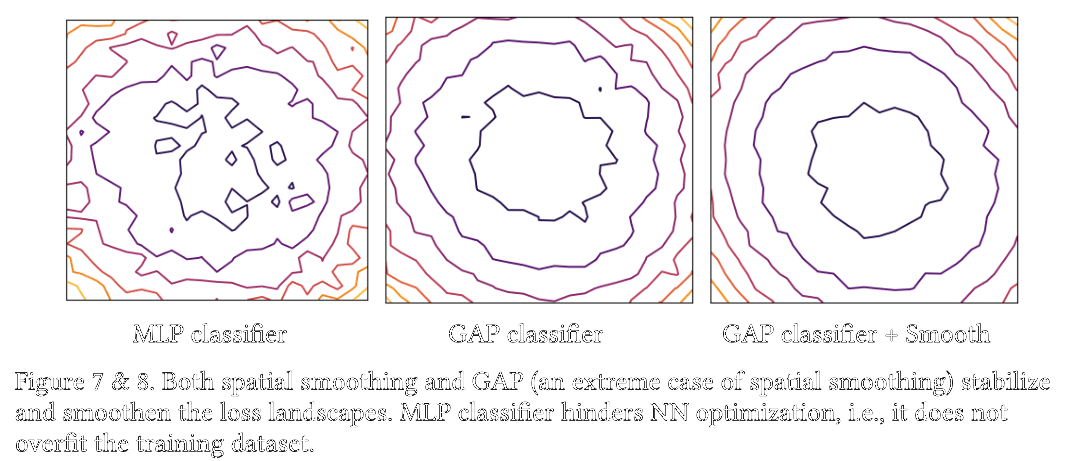 MLP classifier
GAP classifier
GAP classifier + Smooth
Figure 7 & 8. Both spatial smoothing and GAP (an extreme case of spatial smoothing) stabilize
and smoothen the loss landscapes. MLP classifier hinders NN optimization, i.e., it does not
overfit the training dataset.